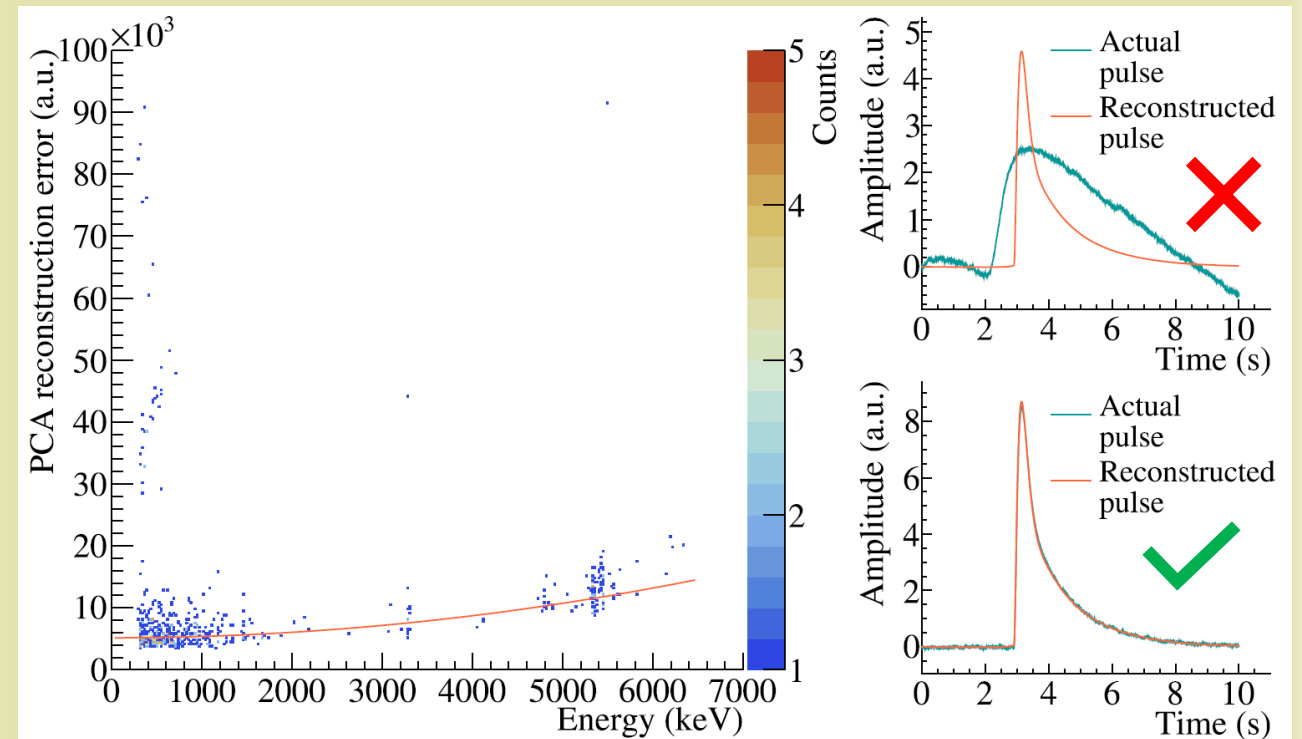 ×10³
100
90
80
70
60
50
40
30
20
10
0
PCA reconstruction error (a.u.)
0 1000 2000 3000 4000 5000 6000 7000
Energy (keV)
5
4
3
2
1
Counts
5
4
3
2
1
0
Amplitude (a.u.)
Actual
pulse
Reconstructed
pulse
0 2 4 6 8 10
Time (s)
8
6
4
2
0
Amplitude (a.u.)
Actual
pulse
Reconstructed
pulse
0 2 4 6 8 10
Time (s)